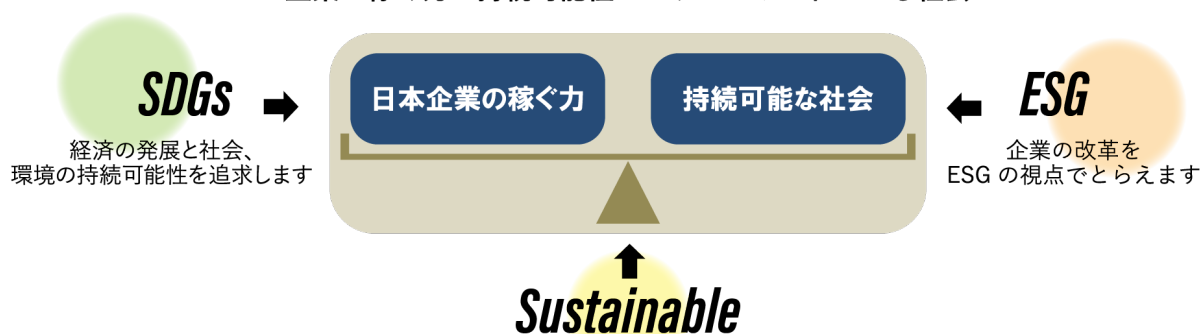 SDGs
経済の発展と社会、
環境の持続可能性を追求します
日本企業の稼ぐ力
持続可能な社会
ESG
企業の改革を
ESG の視点でとらえます
Sustainable